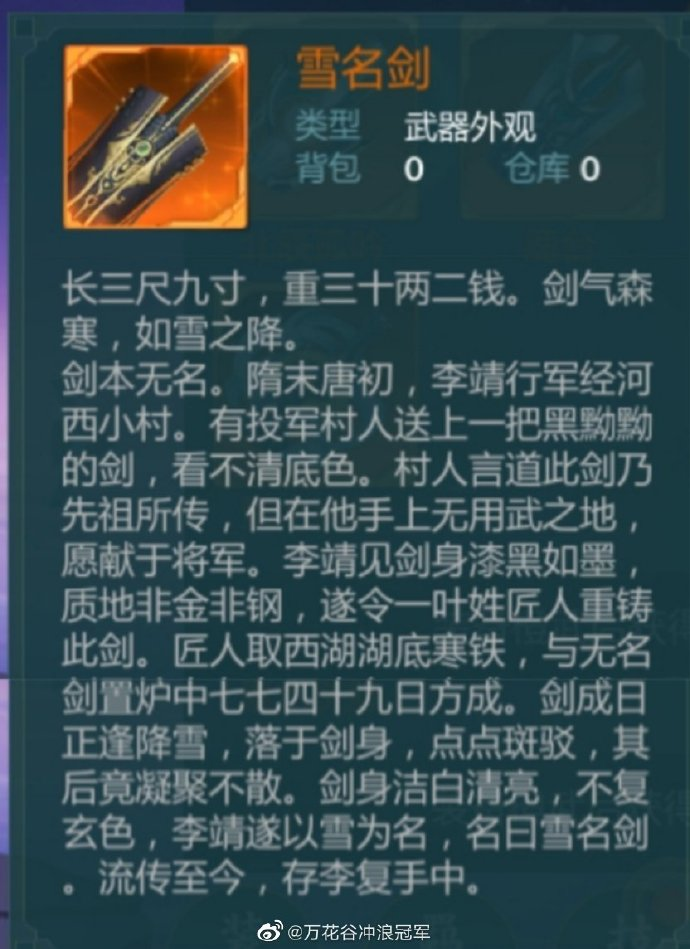 雪名剑
类型 武器外观
背包 0 仓库 0
长三尺九寸，重三十两二钱。剑气森
寒，如雪之降。
剑本无名。隋末唐初，李靖行军经河
西小村。有投军村人送上一把黑黝黝
的剑，看不清底色。村人言道此剑乃
先祖所传，但在他手上无用武之地，
愿献于将军。李靖见剑身漆黑如墨，
质地非金非钢，遂令一叶姓匠人重铸
此剑。匠人取西湖湖底寒铁，与无名
剑置炉中七七四十九日方成。剑成日
正逢降雪，落于剑身，点点斑驳，其
后竟凝聚不散。剑身洁白清亮，不复
玄色，李靖遂以雪为名，名曰雪名剑
。流传至今，存李复手中。
@万花谷冲浪冠军